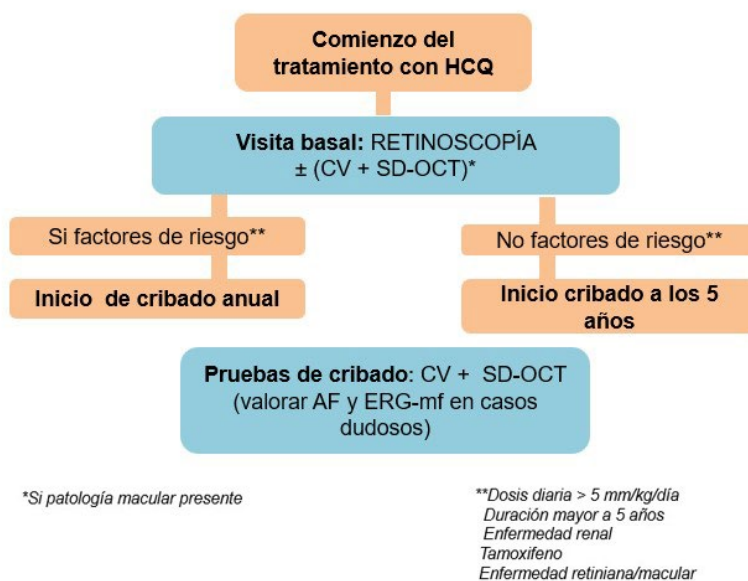 Comienzo del
tratamiento con HCQ
Visita basal: RETINOSCOPÍA
± (CV + SD-OCT)*
Si factores de riesgo**
No factores de riesgo**
Inicio de cribado anual
Inicio cribado a los 5
años
Pruebas de cribado: CV + SD-OCT
(valorar AF y ERG-mf en casos
dudosos)
*Si patología macular presente
**Dosis diaria > 5 mm/kg/día
Duración mayor a 5 años
Enfermedad renal
Tamoxifeno
Enfermedad retiniana/macular